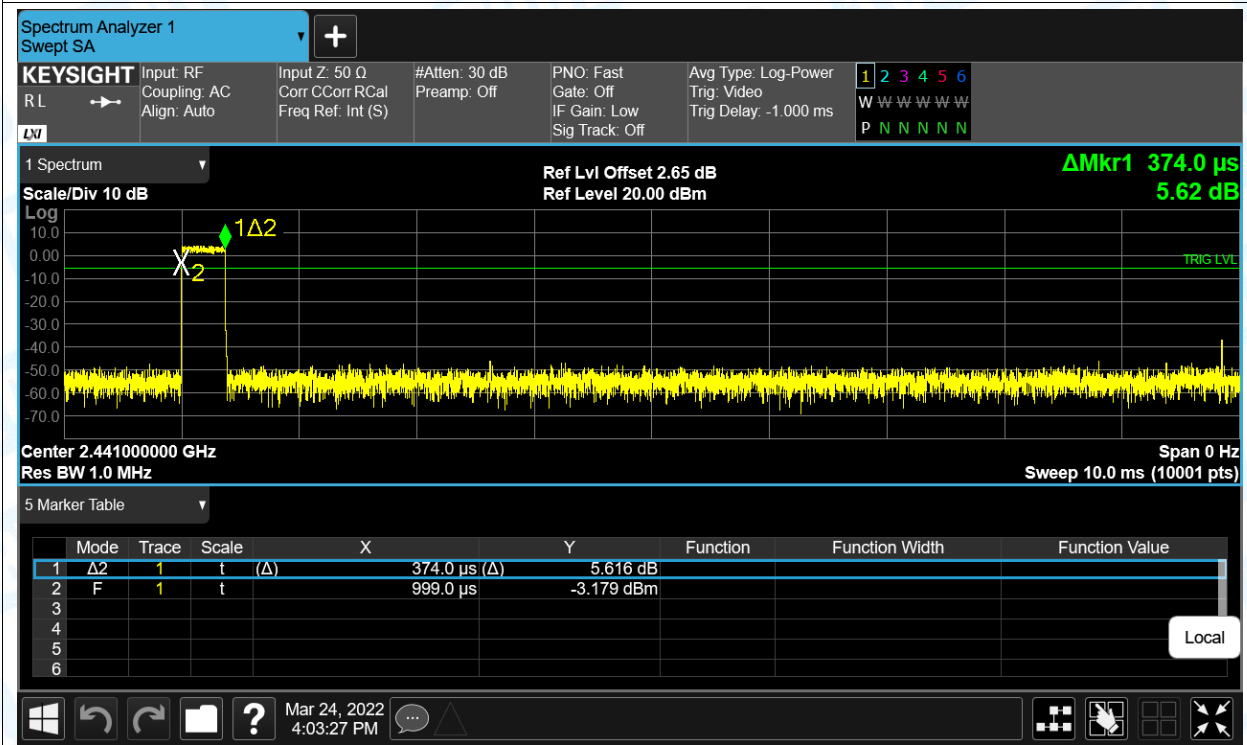 Spectrum Analyzer 1
Swept SA
KEYSIGHT
R L
LXI
Input: RF
Coupling: AC
Align: Auto
Input Z: 50 Ω
Corr CCorr RCal
Freq Ref: Int (S)
#Atten: 30 dB
Preamp: Off
PNO: Fast
Gate: Off
IF Gain: Low
Sig Track: Off
Avg Type: Log-Power
Trig: Video
Trig Delay: -1.000 ms
1 2 3 4 5 6
W W W W W W
P N N N N N
1 Spectrum
Scale/Div 10 dB
Ref Lvl Offset 2.65 dB
Ref Level 20.00 dBm
ΔMkr1 374.0 µs
5.62 dB
Log
10.0
0.00
-10.0
-20.0
-30.0
-40.0
-50.0
-60.0
-70.0
1Δ2
2
TRIG LVL
Center 2.441000000 GHz
Res BW 1.0 MHz
Span 0 Hz
Sweep 10.0 ms (10001 pts)
5 Marker Table
Mode Trace Scale X Y Function Function Width Function Value
1 Δ2 1 t (Δ) 374.0 µs (Δ) 5.616 dB
2 F 1 t 999.0 µs -3.179 dBm
3
4
5
6
Local
?
Mar 24, 2022
4:03:27 PM